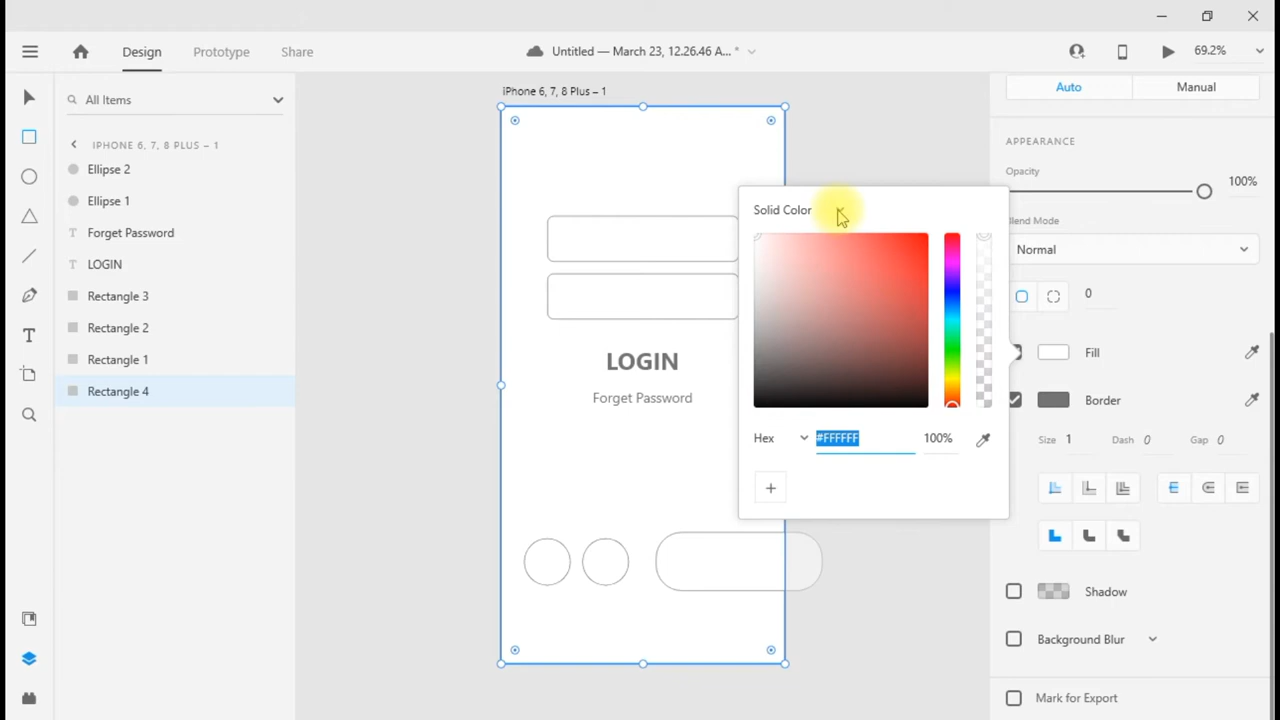 Design
Prototype
Share
Untitled — March 23, 12.26.46 A... *
69.2%
All Items
IPHONE 6, 7, 8 PLUS – 1
Ellipse 2
Ellipse 1
Forget Password
LOGIN
Rectangle 3
Rectangle 2
Rectangle 1
Rectangle 4
iPhone 6, 7, 8 Plus – 1
LOGIN
Forget Password
Solid Color
Hex
#FFFFFF
100%
+
Auto
Manual
APPEARANCE
Opacity
100%
Blend Mode
Normal
0
Fill
Border
Size 1
Dash 0
Gap 0
Shadow
Background Blur
Mark for Export